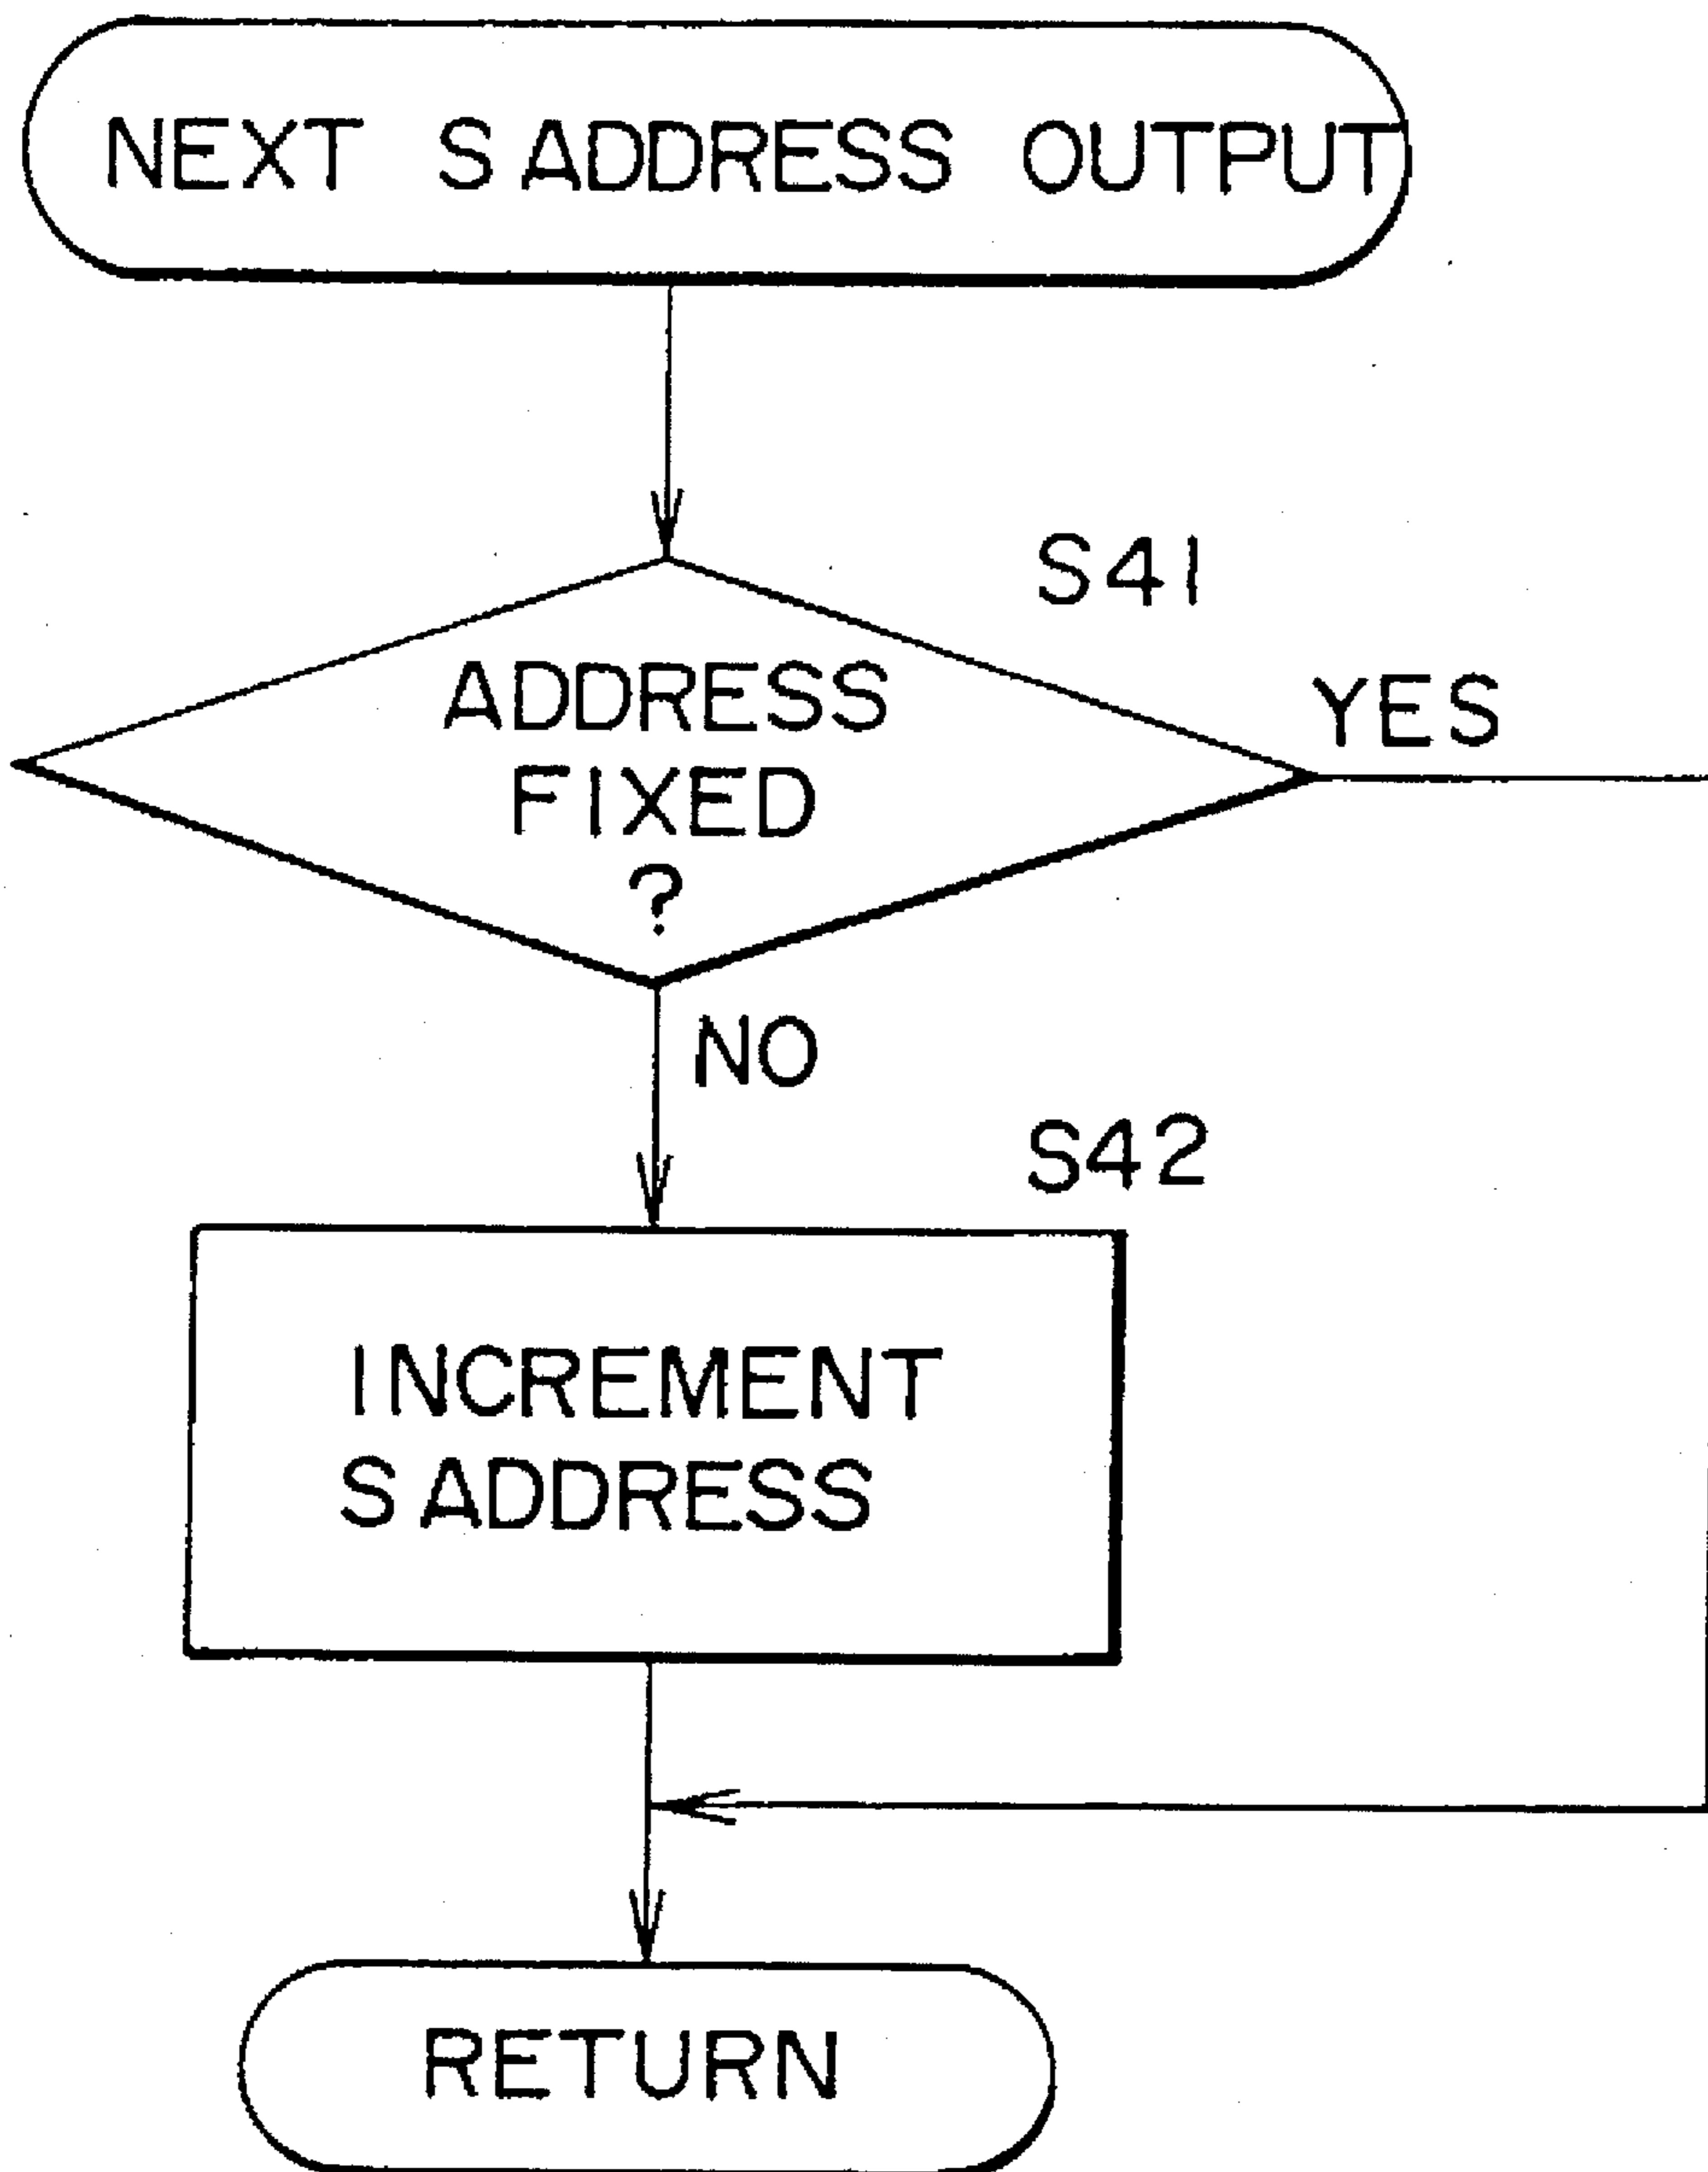 NEXT S ADDRESS OUTPUT
S41
ADDRESS
FIXED
?
YES
NO
S42
INCREMENT
S ADDRESS
RETURN